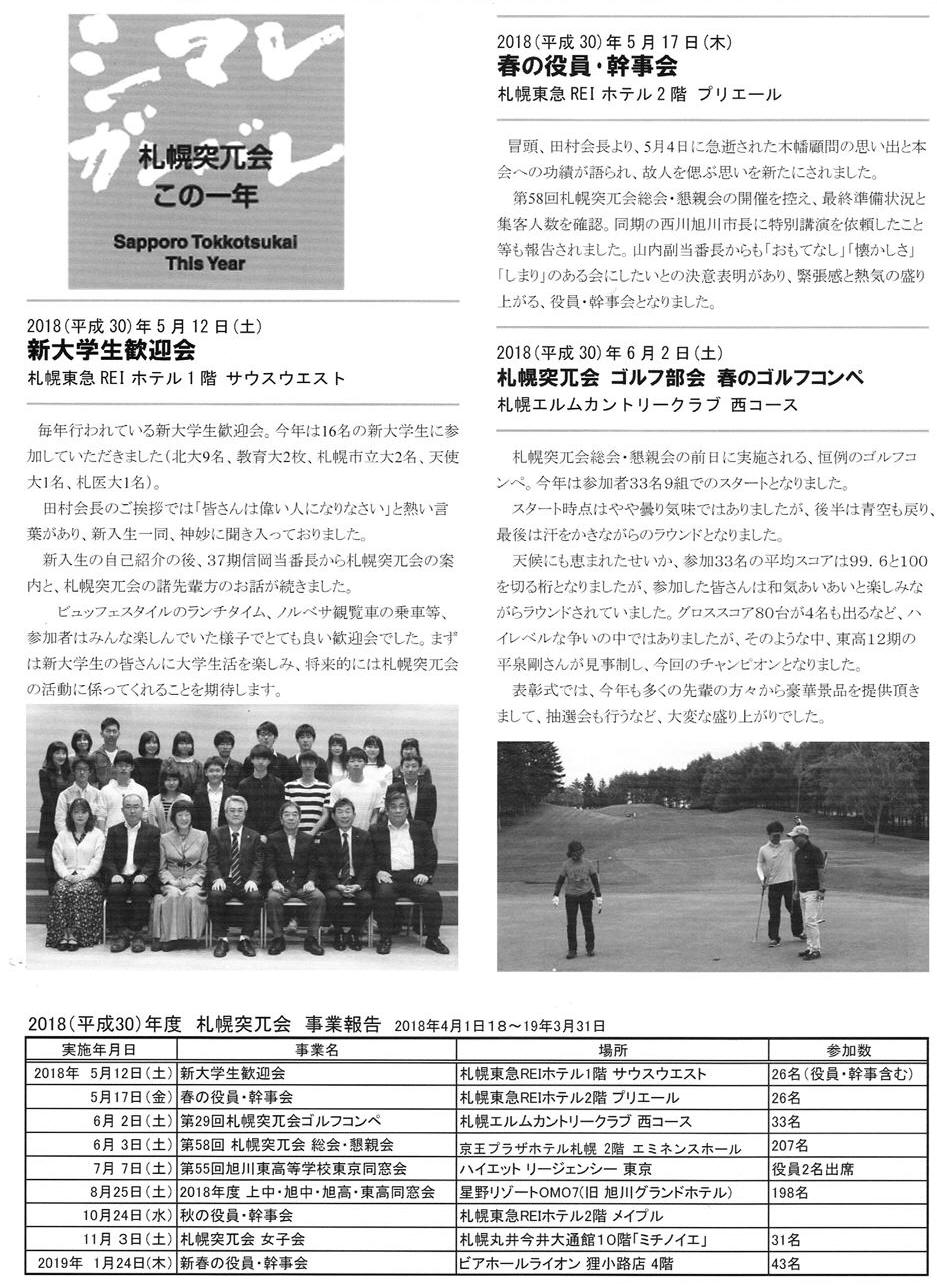 シマレ
ガンバレ
札幌突兀会
この一年
Sapporo Tokkotsukai
This Year
2018(平成30)年5月12日(土)
新大学生歓迎会
札幌東急REIホテル1階 サウスウエスト
毎年行われている新大学生歓迎会。今年は16名の新大学生に参
加していただきました(北大9名、教育大2枚、札幌市立大2名、天使
大1名、札医大1名)。
田村会長のご挨拶では「皆さんは偉い人になりなさい」と熱い言
葉があり、新入生一同、神妙に聞き入っておりました。
新入生の自己紹介の後、37期信岡当番長から札幌突兀会の案
内と、札幌突兀会の諸先輩方のお話が続きました。
ビュッフェスタイルのランチタイム、ノルベサ観覧車の乗車等、
参加者はみんな楽しんでいた様子でとても良い歓迎会でした。まず
は新大学生の皆さんに大学生活を楽しみ、将来的には札幌突兀会
の活動に係ってくれることを期待します。
2018(平成30)年5月17日(木)
春の役員・幹事会
札幌東急REIホテル2階 プリエール
冒頭、田村会長より、5月4日に急逝された木幡顧問の思い出と本
会への功績が語られ、故人を偲ぶ思いを新たにされました。
第58回札幌突兀会総会・懇親会の開催を控え、最終準備状況と
集客人数を確認。同期の西川旭川市長に特別講演を依頼したこと
等も報告されました。山内副当番長からも「おもてなし」「懐かしさ」
「しまり」のある会にしたいとの決意表明があり、緊張感と熱気の盛り
上がる、役員・幹事会となりました。
2018(平成30)年6月2日(土)
札幌突兀会 ゴルフ部会 春のゴルフコンペ
札幌エルムカントリークラブ 西コース
札幌突兀会総会・懇親会の前日に実施される、恒例のゴルフコ
ンペ。今年は参加者33名9組でのスタートとなりました。
スタート時点はやや曇り気味ではありましたが、後半は青空も戻り、
最後は汗をかきながらのラウンドとなりました。
天候にも恵まれたせいか、参加33名の平均スコアは99.6と100
を切る桁となりましたが、参加した皆さんは和気あいあいと楽しみな
がらラウンドされていました。グロススコア80台が4名も出るなど、ハ
イレベルな争いの中ではありましたが、そのような中、東高12期の
平泉剛さんが見事制し、今回のチャンピオンとなりました。
表彰式では、今年も多くの先輩の方々から豪華景品を提供頂き
まして、抽選会も行うなど、大変な盛り上がりでした。
2018(平成30)年度 札幌突兀会 事業報告 2018年4月1日18~19年3月31日
実施年月日 事業名 場所 参加数
2018年 5月12日(土) 新大学生歓迎会 札幌東急REIホテル1階 サウスウエスト 26名(役員・幹事含む)
5月17日(金) 春の役員・幹事会 札幌東急REIホテル2階 プリエール 26名
6月 2日(土) 第29回札幌突兀会ゴルフコンペ 札幌エルムカントリークラブ 西コース 33名
6月 3日(土) 第58回 札幌突兀会 総会・懇親会 京王プラザホテル札幌 2階 エミネンスホール 207名
7月 7日(土) 第55回旭川東高等学校東京同窓会 ハイエット リージェンシー 東京 役員2名出席
8月25日(土) 2018年度 上中・旭中・旭高・東高同窓会 星野リゾートOMO7(旧 旭川グランドホテル) 198名
10月24日(水) 秋の役員・幹事会 札幌東急REIホテル2階 メイプル
11月 3日(土) 札幌突兀会 女子会 札幌丸井今井大通館10階「ミチノイエ」 31名
2019年 1月24日(木) 新春の役員・幹事会 ビアホールライオン 狸小路店 4階 43名